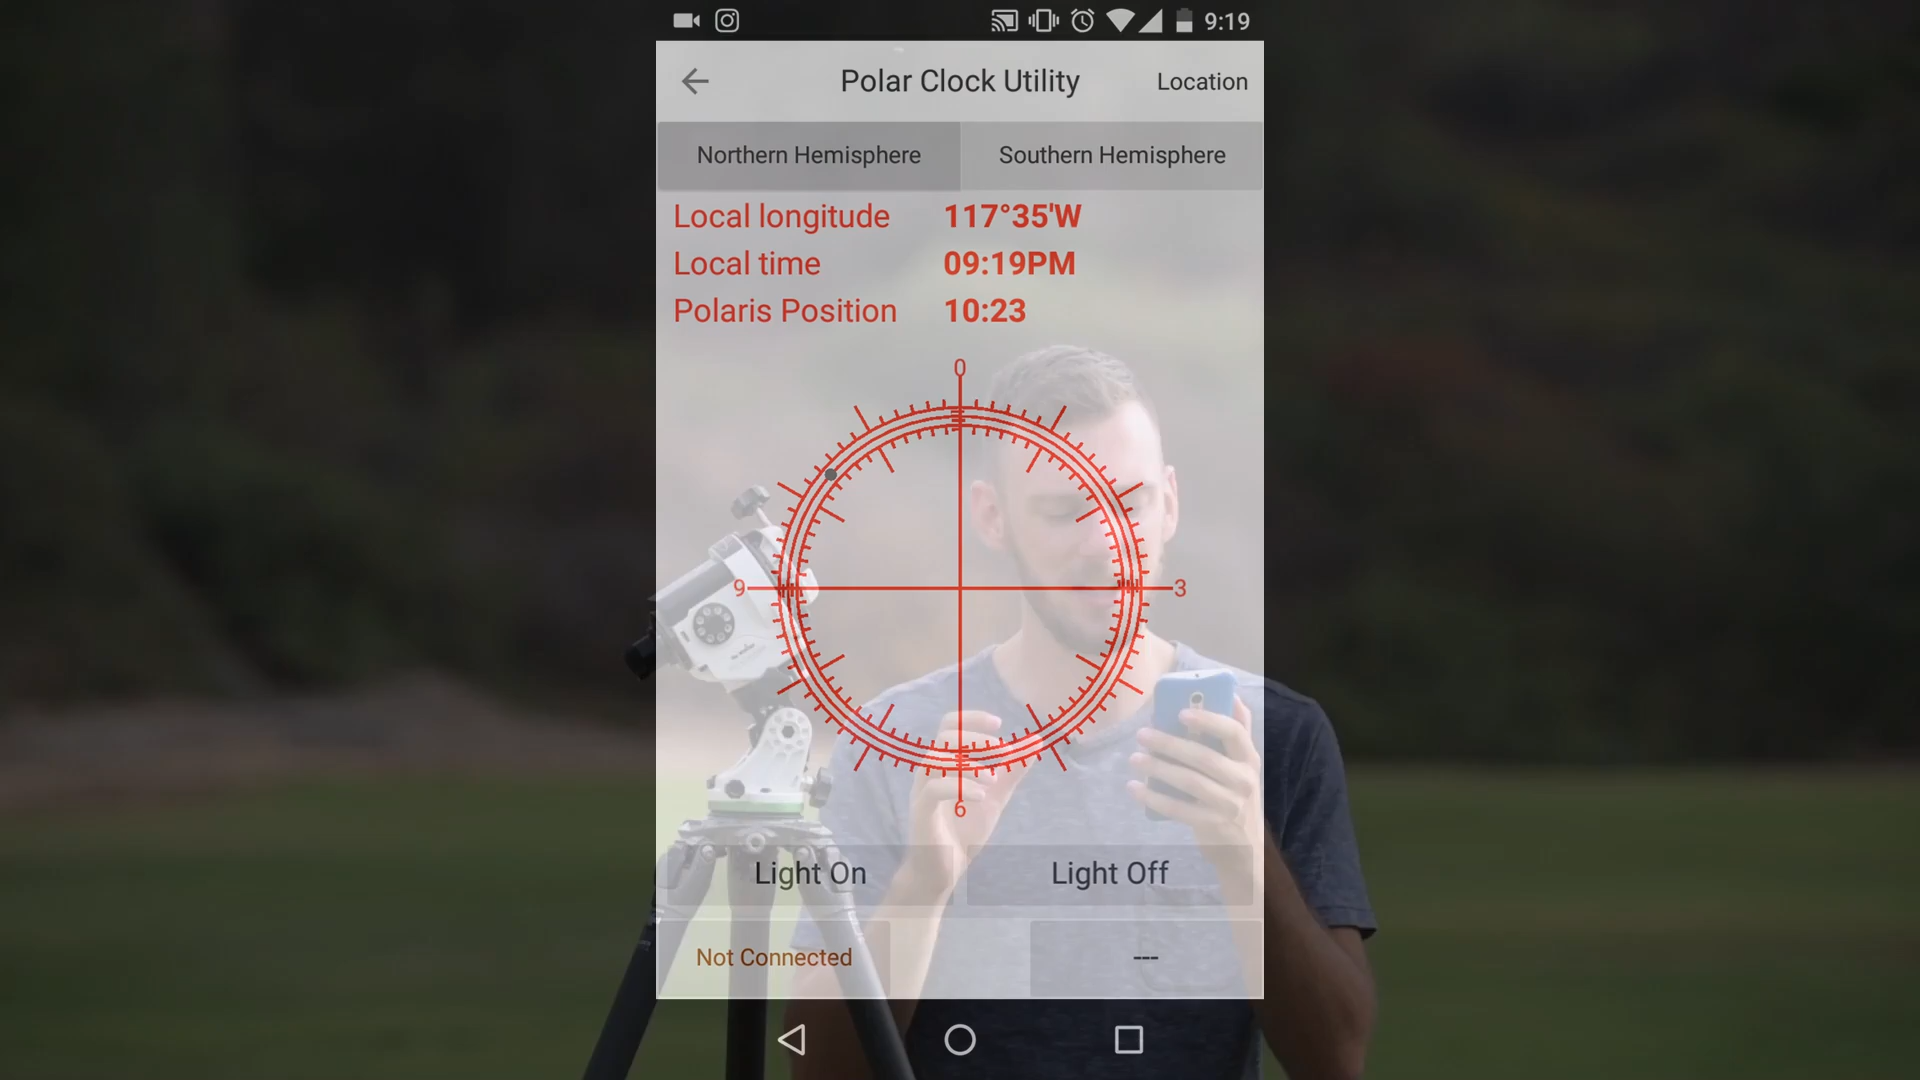 9:19
Polar Clock Utility
Location
Northern Hemisphere
Southern Hemisphere
Local longitude 117°35'W
Local time 09:19PM
Polaris Position 10:23
0
9
3
6
Light On
Light Off
Not Connected
---